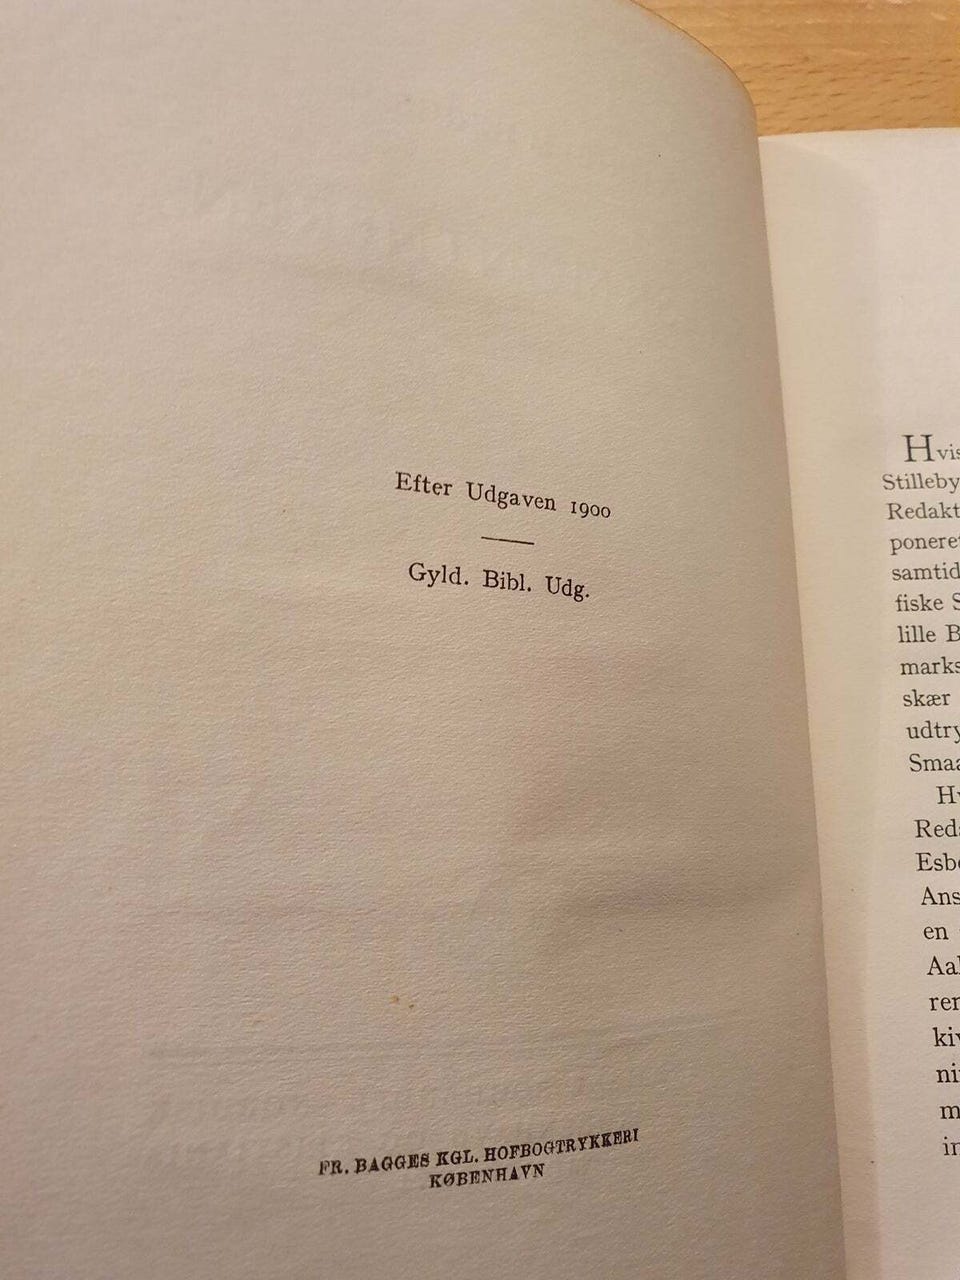 Efter Udgaven 1900
Gyld. Bibl. Udg.
FR. BAGGES KGL. HOFBOGTRYKKERI
KØBENHAVN
Hvis
Stilleby
Redakt
poneret
samtid
fiske S
lille B
marks
skær
udtry
Smaa
Hv
Reda
Esbe
Ans
en
Aal
ren
kiv
ni
m
in